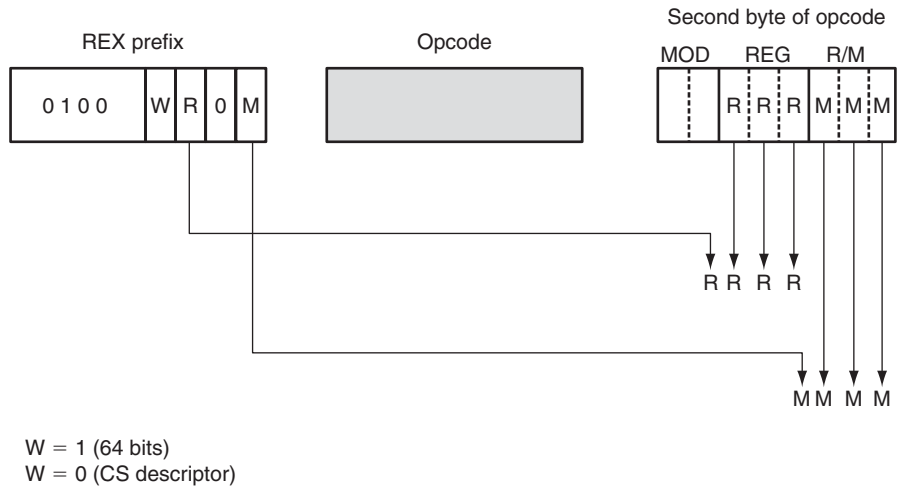 Second byte of opcode
REX prefix
Opcode
MOD REG R/M
0 1 0 0 W R 0 M
R R R M M M
R R R R
M M M M
W = 1 (64 bits)
W = 0 (CS descriptor)